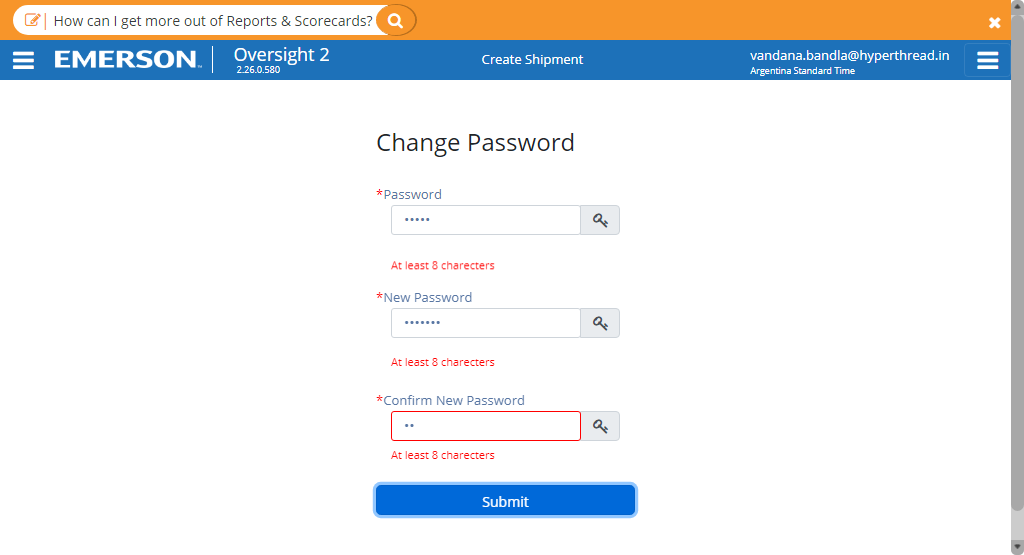 How can I get more out of Reports & Scorecards?
EMERSON™
Oversight 2
2.26.0.580
Create Shipment
vandana.bandla@hyperthread.in
Argentina Standard Time
Change Password
*Password
•••••
At least 8 charecters
*New Password
•••••••
At least 8 charecters
*Confirm New Password
••
At least 8 charecters
Submit